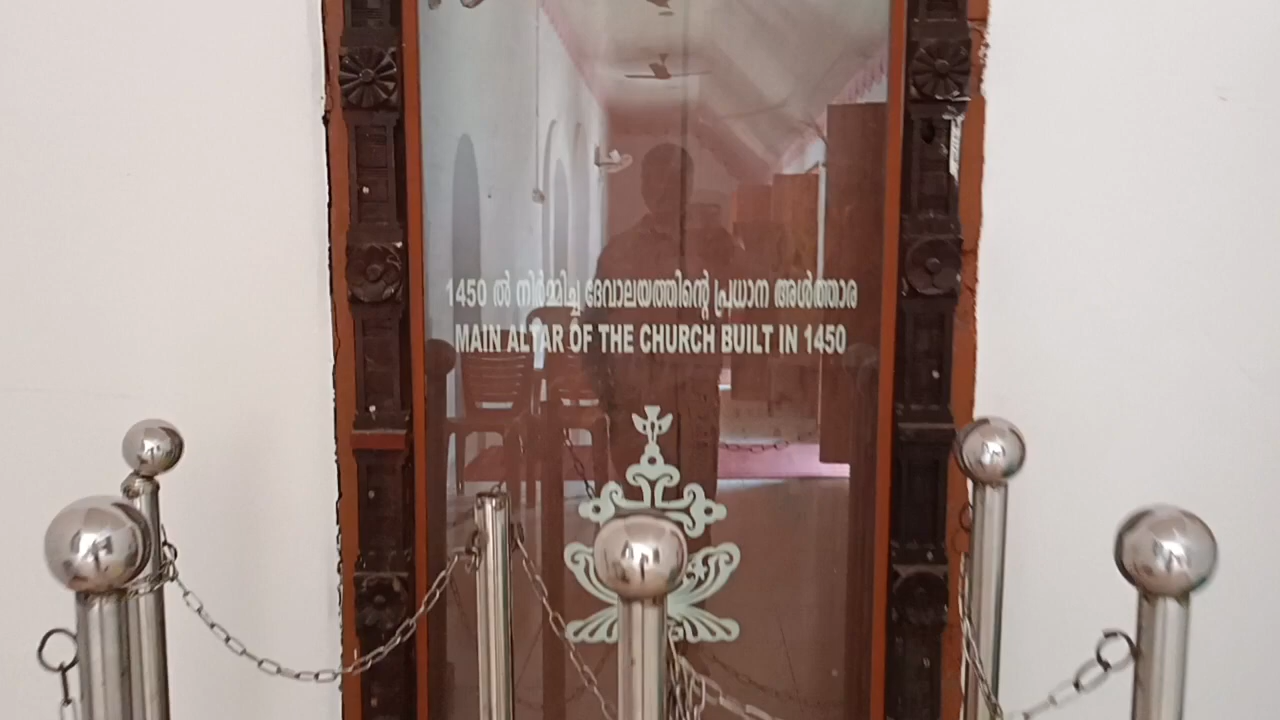 1450 ൽ നിർമ്മിച്ച ദേവാലയത്തിന്റെ പ്രധാന അൾത്താര
MAIN ALTAR OF THE CHURCH BUILT IN 1450